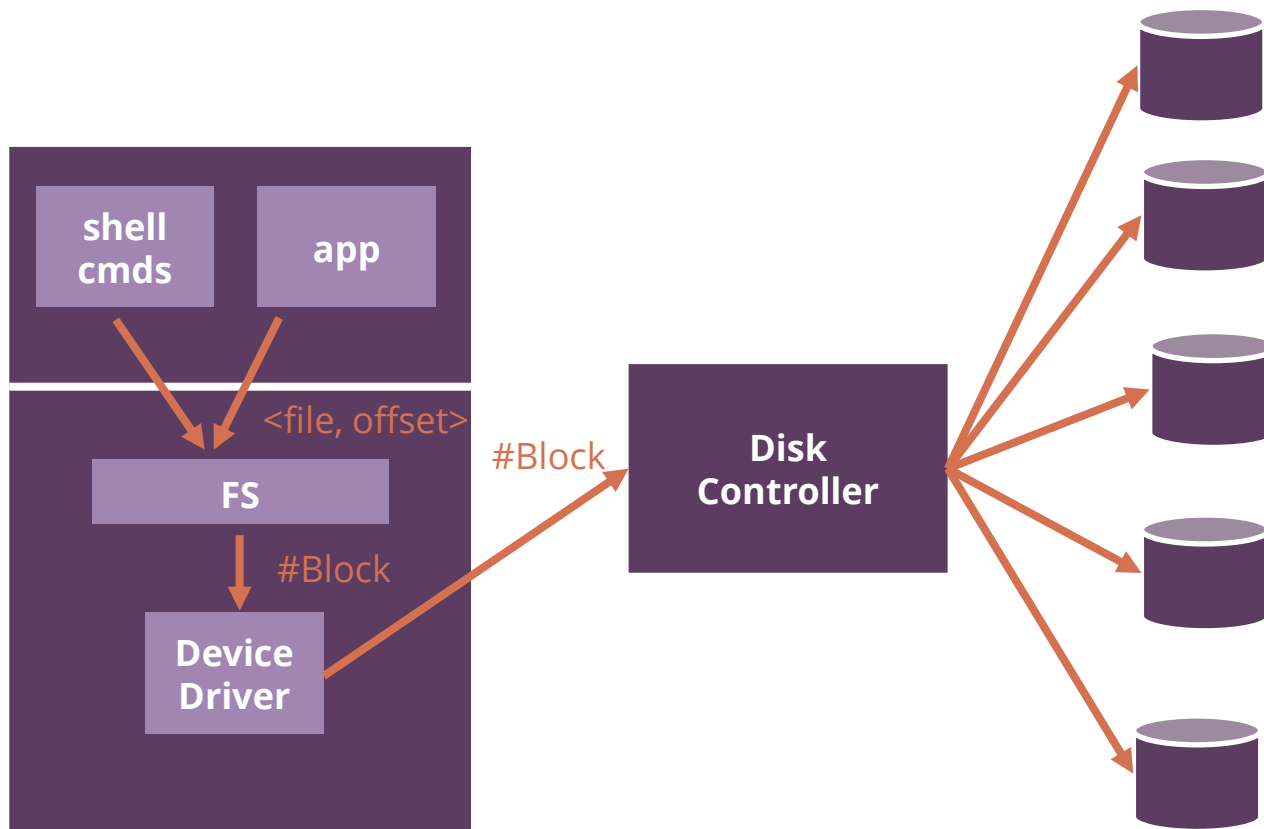 shell
cmds
app
<file, offset>
FS
#Block
Device
Driver
#Block
Disk
Controller